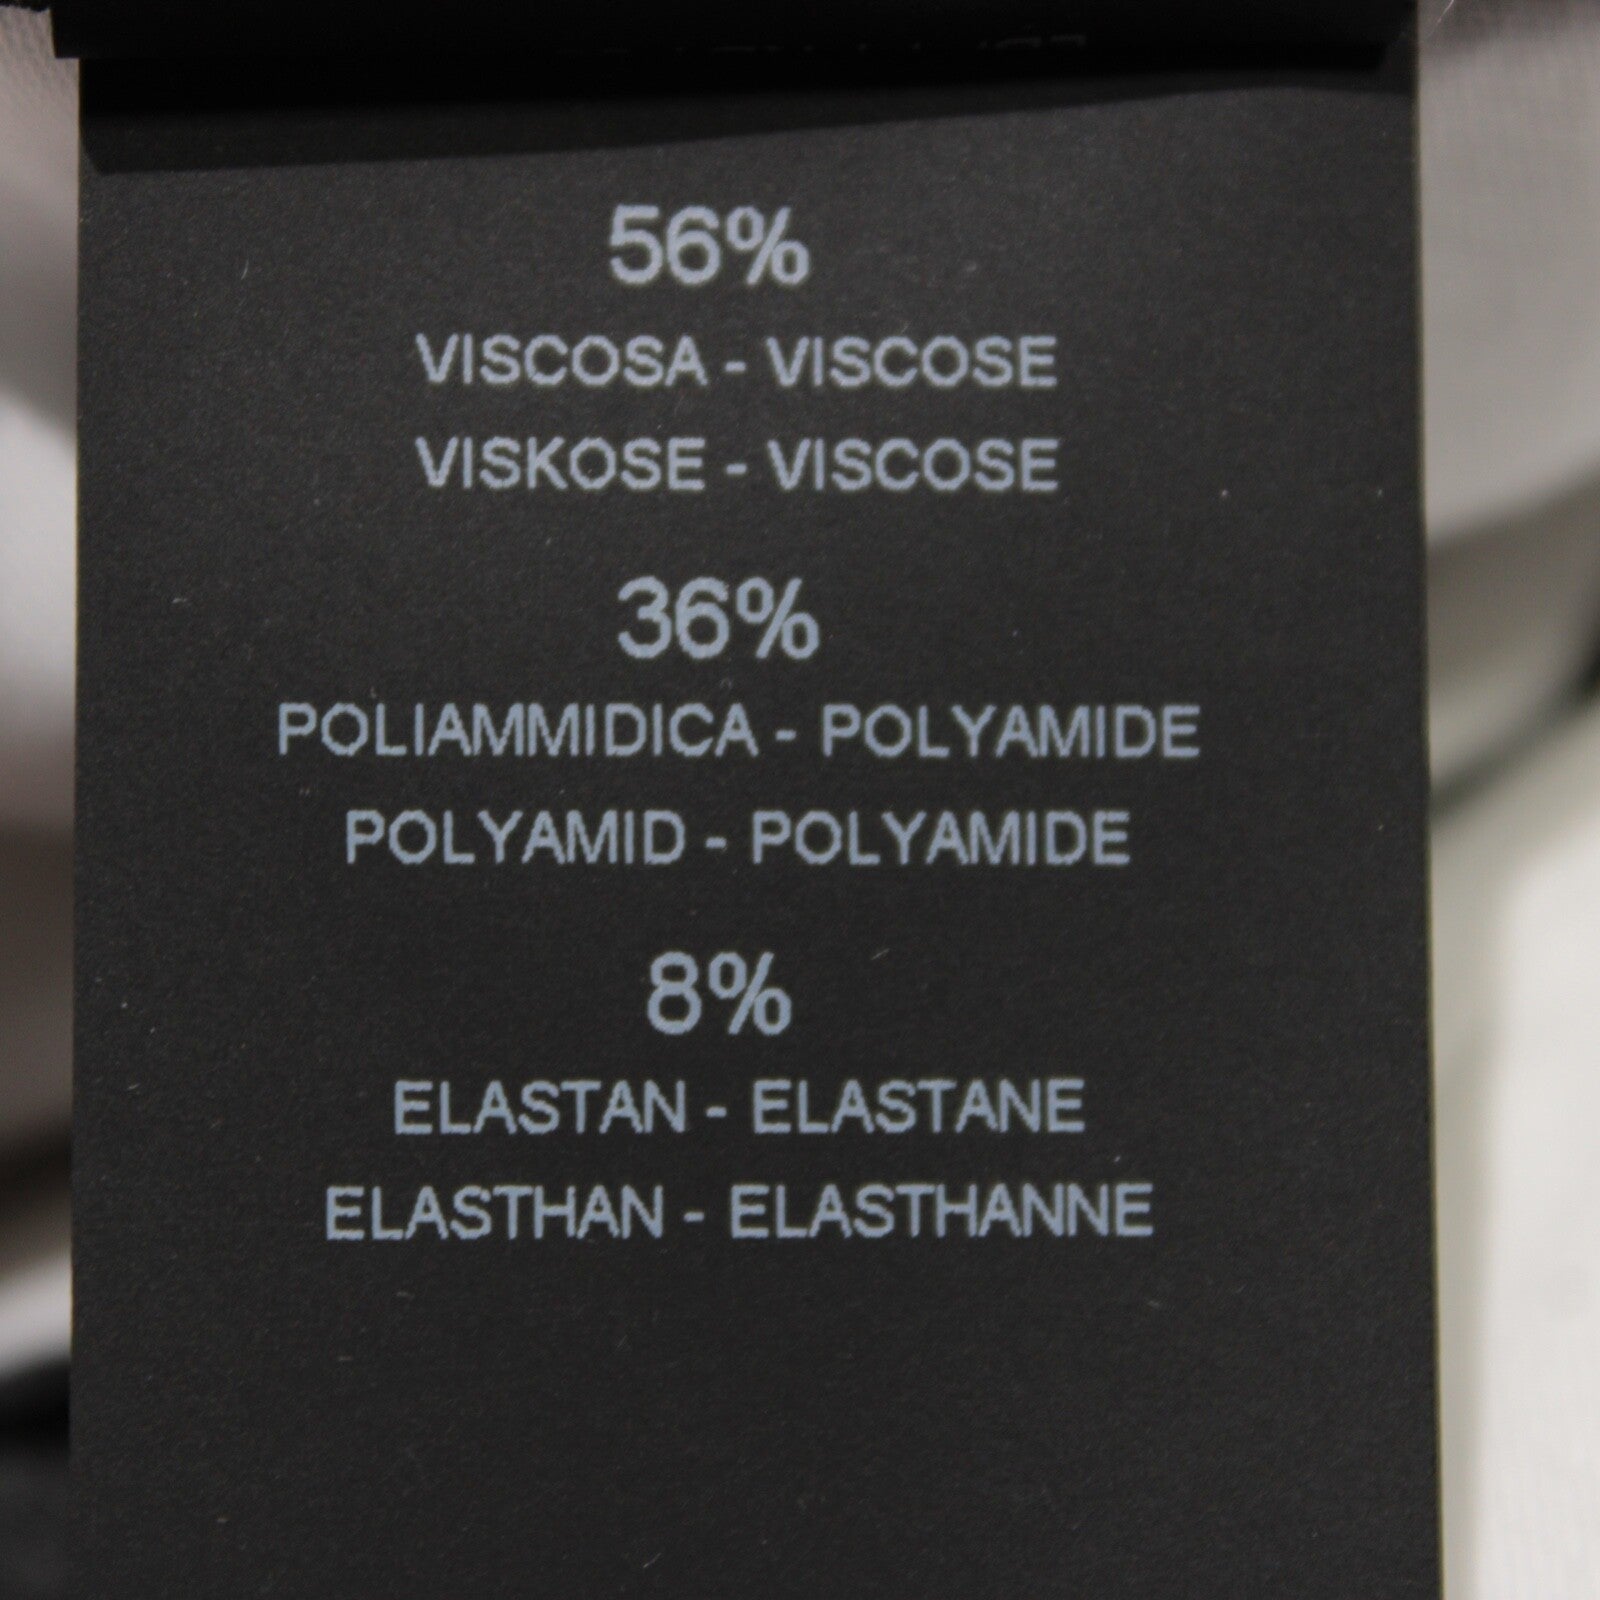 56%
VISCOSA - VISCOSE
VISKOSE - VISCOSE
36%
POLIAMMIDICA - POLYAMIDE
POLYAMID - POLYAMIDE
8%
ELASTAN - ELASTANE
ELASTHAN - ELASTHANNE